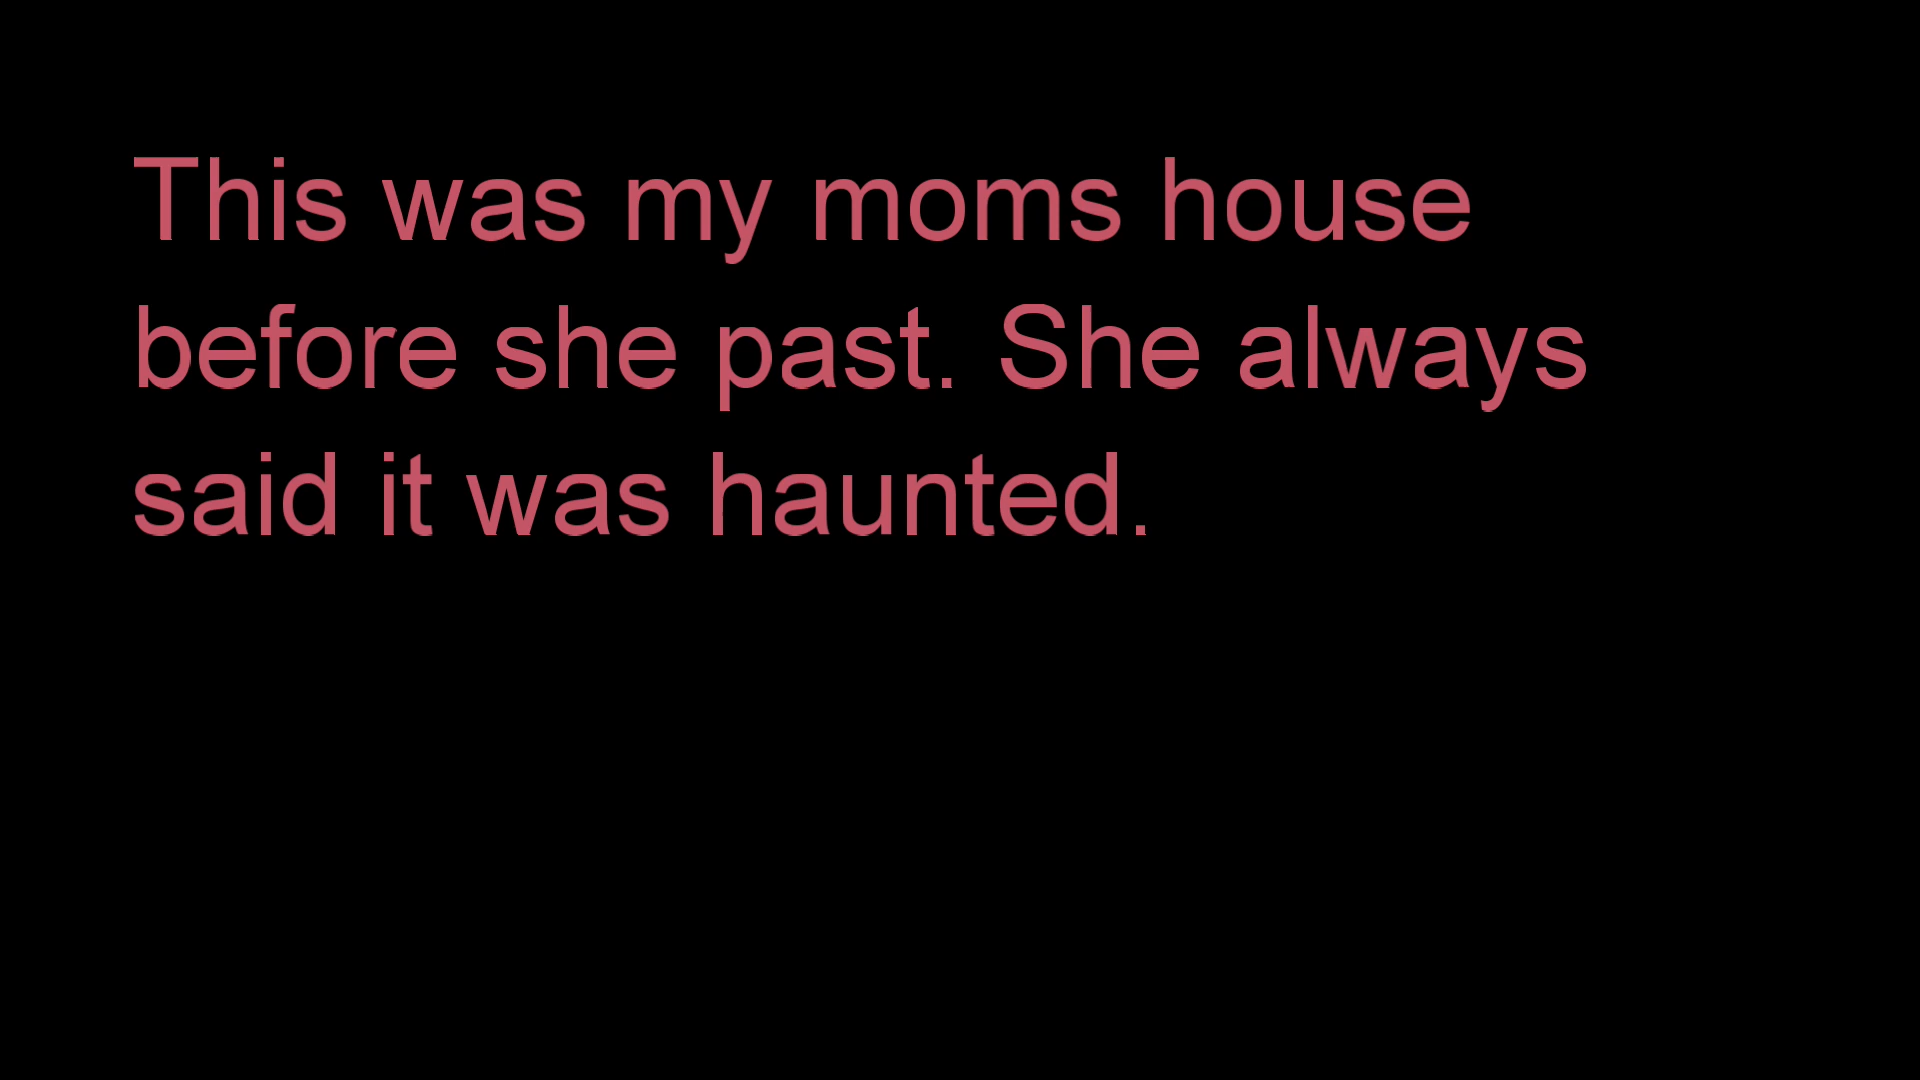 This was my moms house
before she past. She always
said it was haunted.